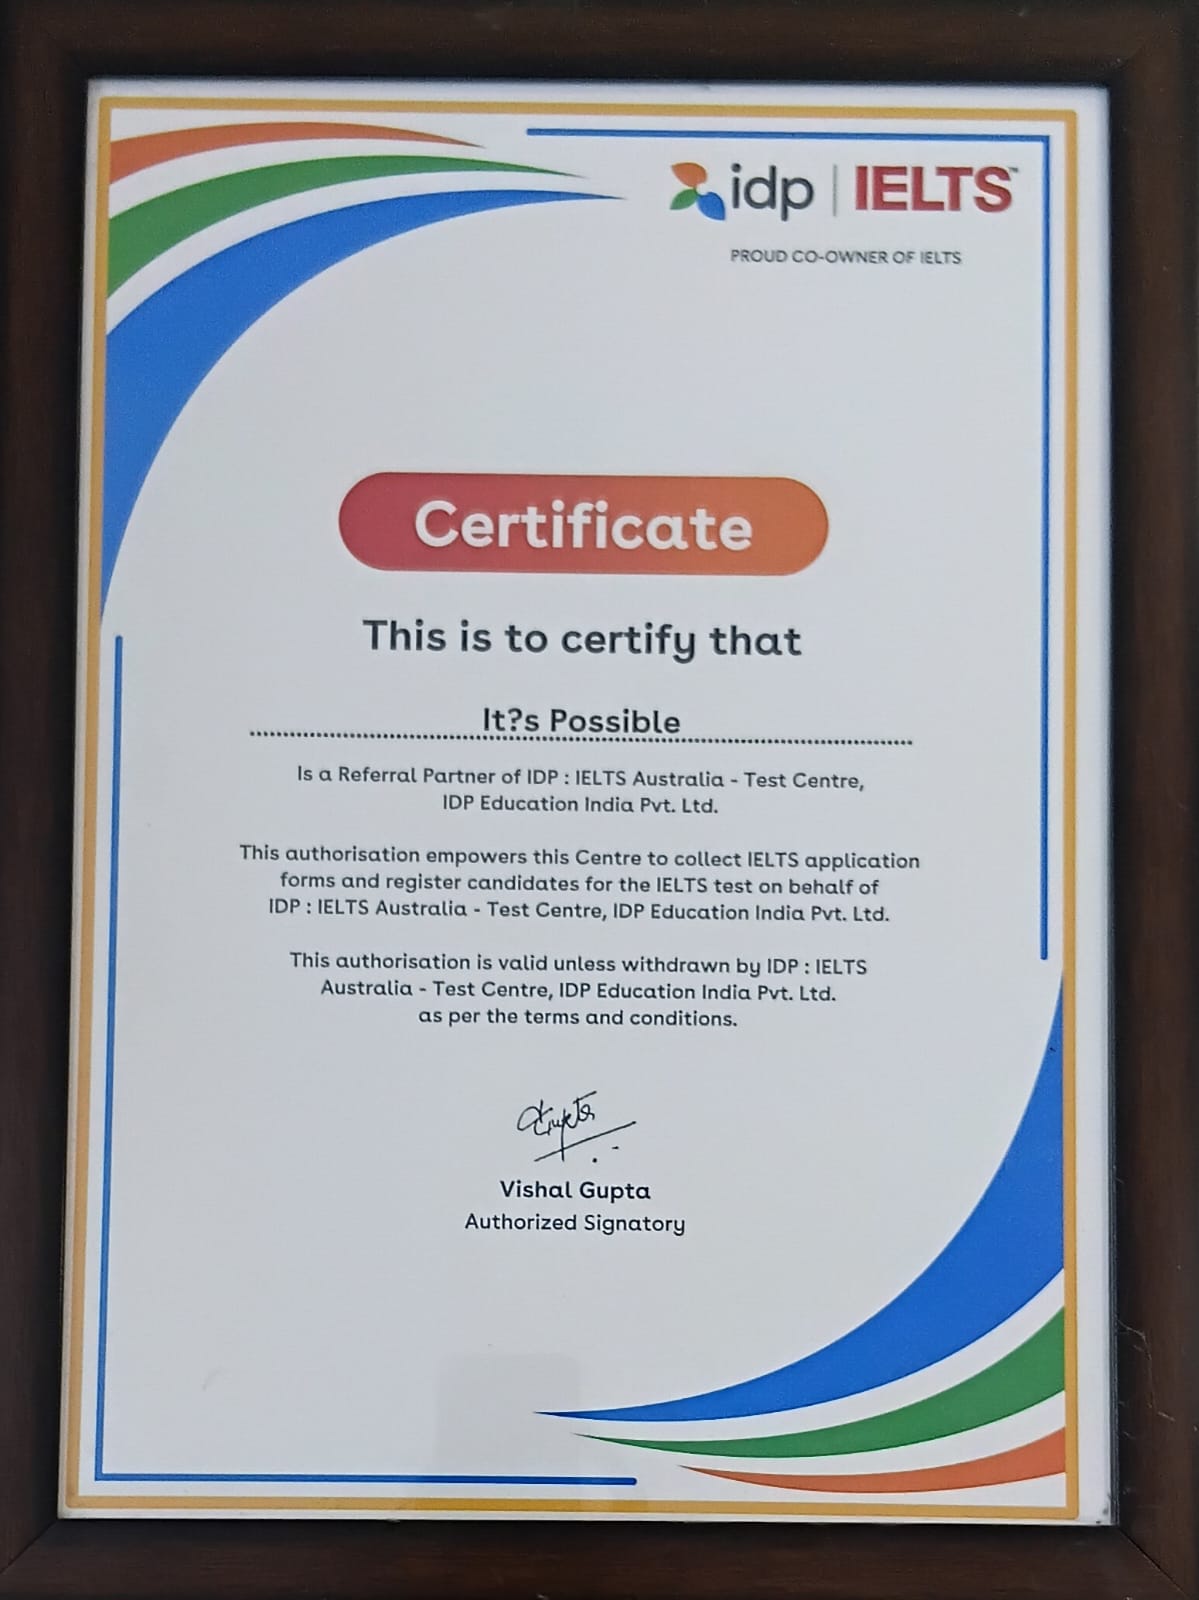 idp | IELTS™
PROUD CO-OWNER OF IELTS
Certificate
This is to certify that
It?s Possible
Is a Referral Partner of IDP : IELTS Australia - Test Centre,
IDP Education India Pvt. Ltd.
This authorisation empowers this Centre to collect IELTS application
forms and register candidates for the IELTS test on behalf of
IDP : IELTS Australia - Test Centre, IDP Education India Pvt. Ltd.
This authorisation is valid unless withdrawn by IDP : IELTS
Australia - Test Centre, IDP Education India Pvt. Ltd.
as per the terms and conditions.
Vishal Gupta
Authorized Signatory